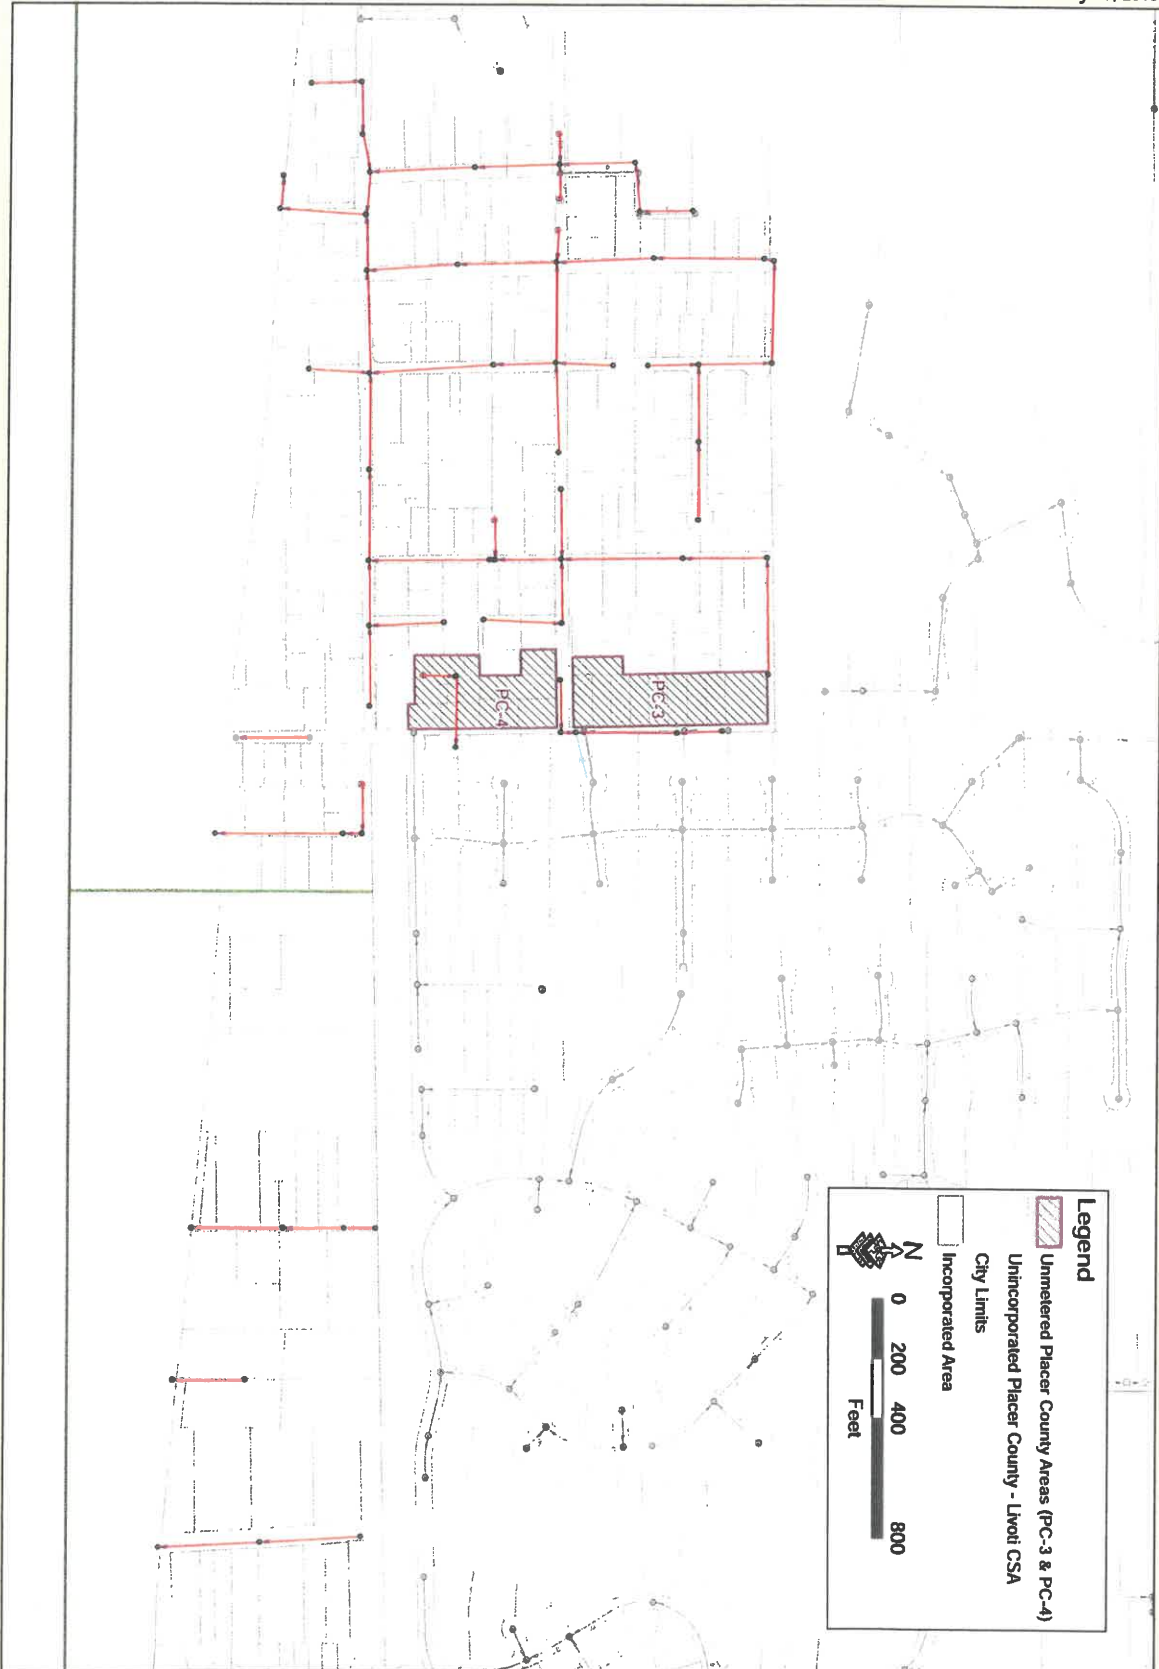 Legend
Unmetered Placer County Areas (PC-3 & PC-4)
Unincorporated Placer County - Livoti CSA
City Limits
Incorporated Area
N
0 200 400 800
Feet
PC-3
PC-4